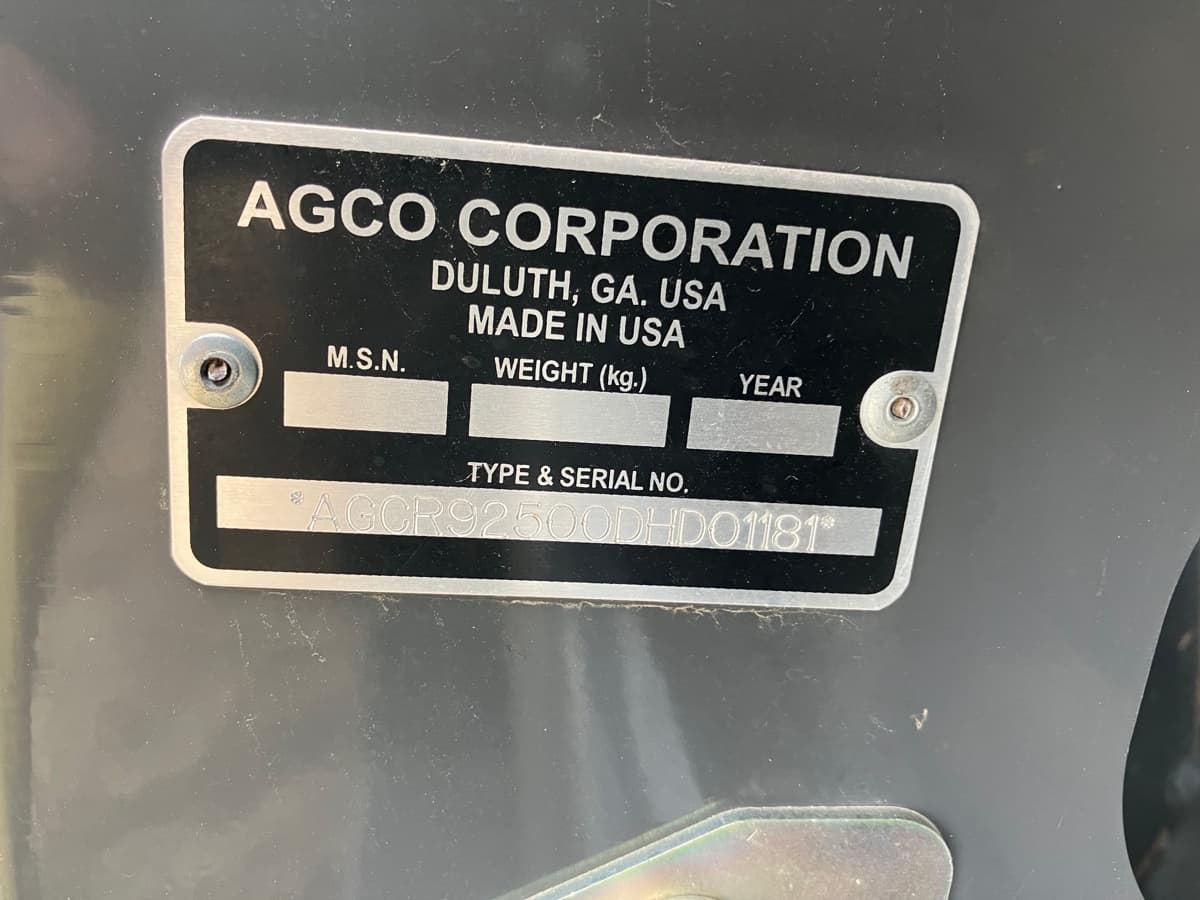 AGCO CORPORATION
DULUTH, GA. USA
MADE IN USA
M.S.N. WEIGHT (kg.) YEAR
TYPE & SERIAL NO.
*AGCR92500DHD01181*